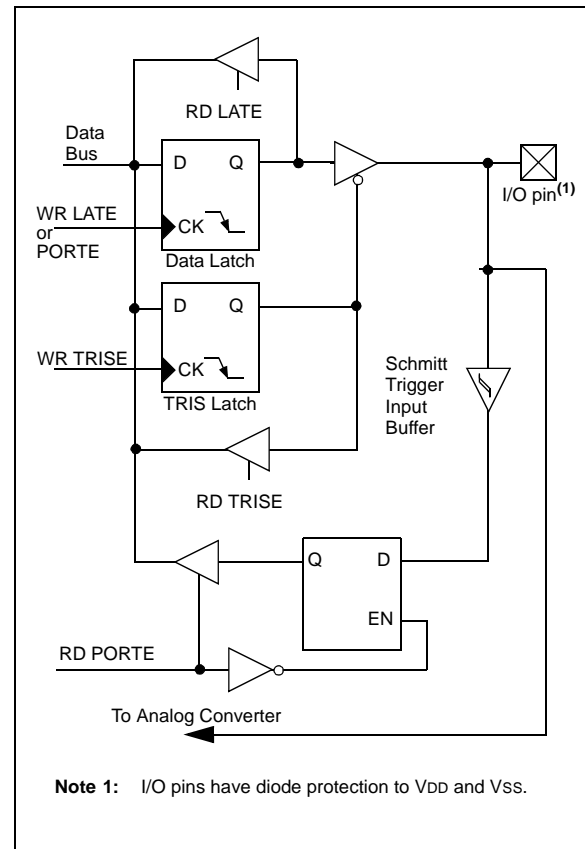 RD LATE
Data
Bus
D Q
I/O pin(1)
WR LATE
or
PORTE
CK
Data Latch
D Q
WR TRISE
CK
TRIS Latch
Schmitt
Trigger
Input
Buffer
RD TRISE
Q D
EN
RD PORTE
To Analog Converter
Note 1: I/O pins have diode protection to VDD and VSS.